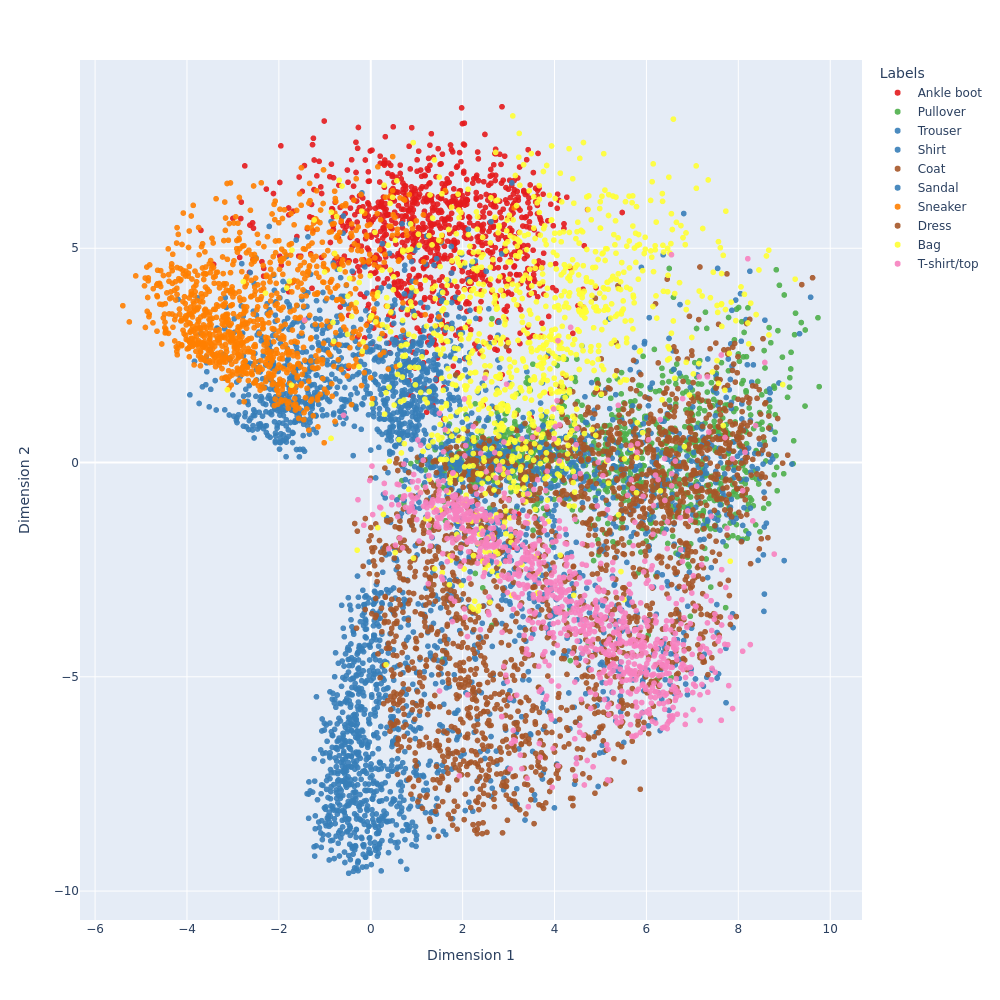 Labels
Ankle boot
Pullover
Trouser
Shirt
Coat
Sandal
Sneaker
Dress
Bag
T-shirt/top
5
0
−5
−10
−6 −4 −2 0 2 4 6 8 10
Dimension 1
Dimension 2